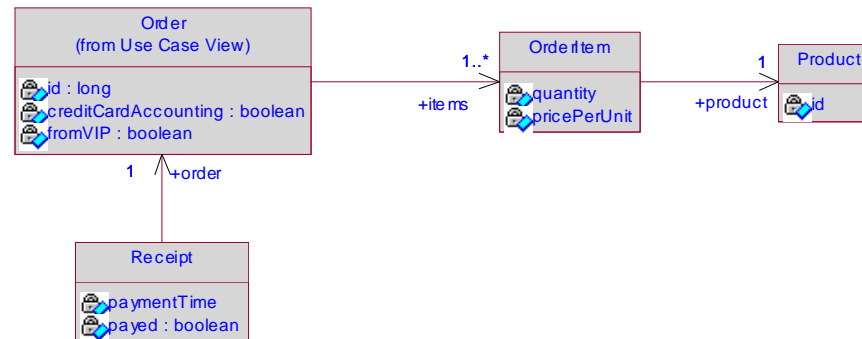 Order
(from Use Case View)
id : long
creditCardAccounting : boolean
fromVIP : boolean
1..*
+items
OrderItem
quantity
pricePerUnit
1
+product
Product
id
1
+order
Receipt
paymentTime
payed : boolean